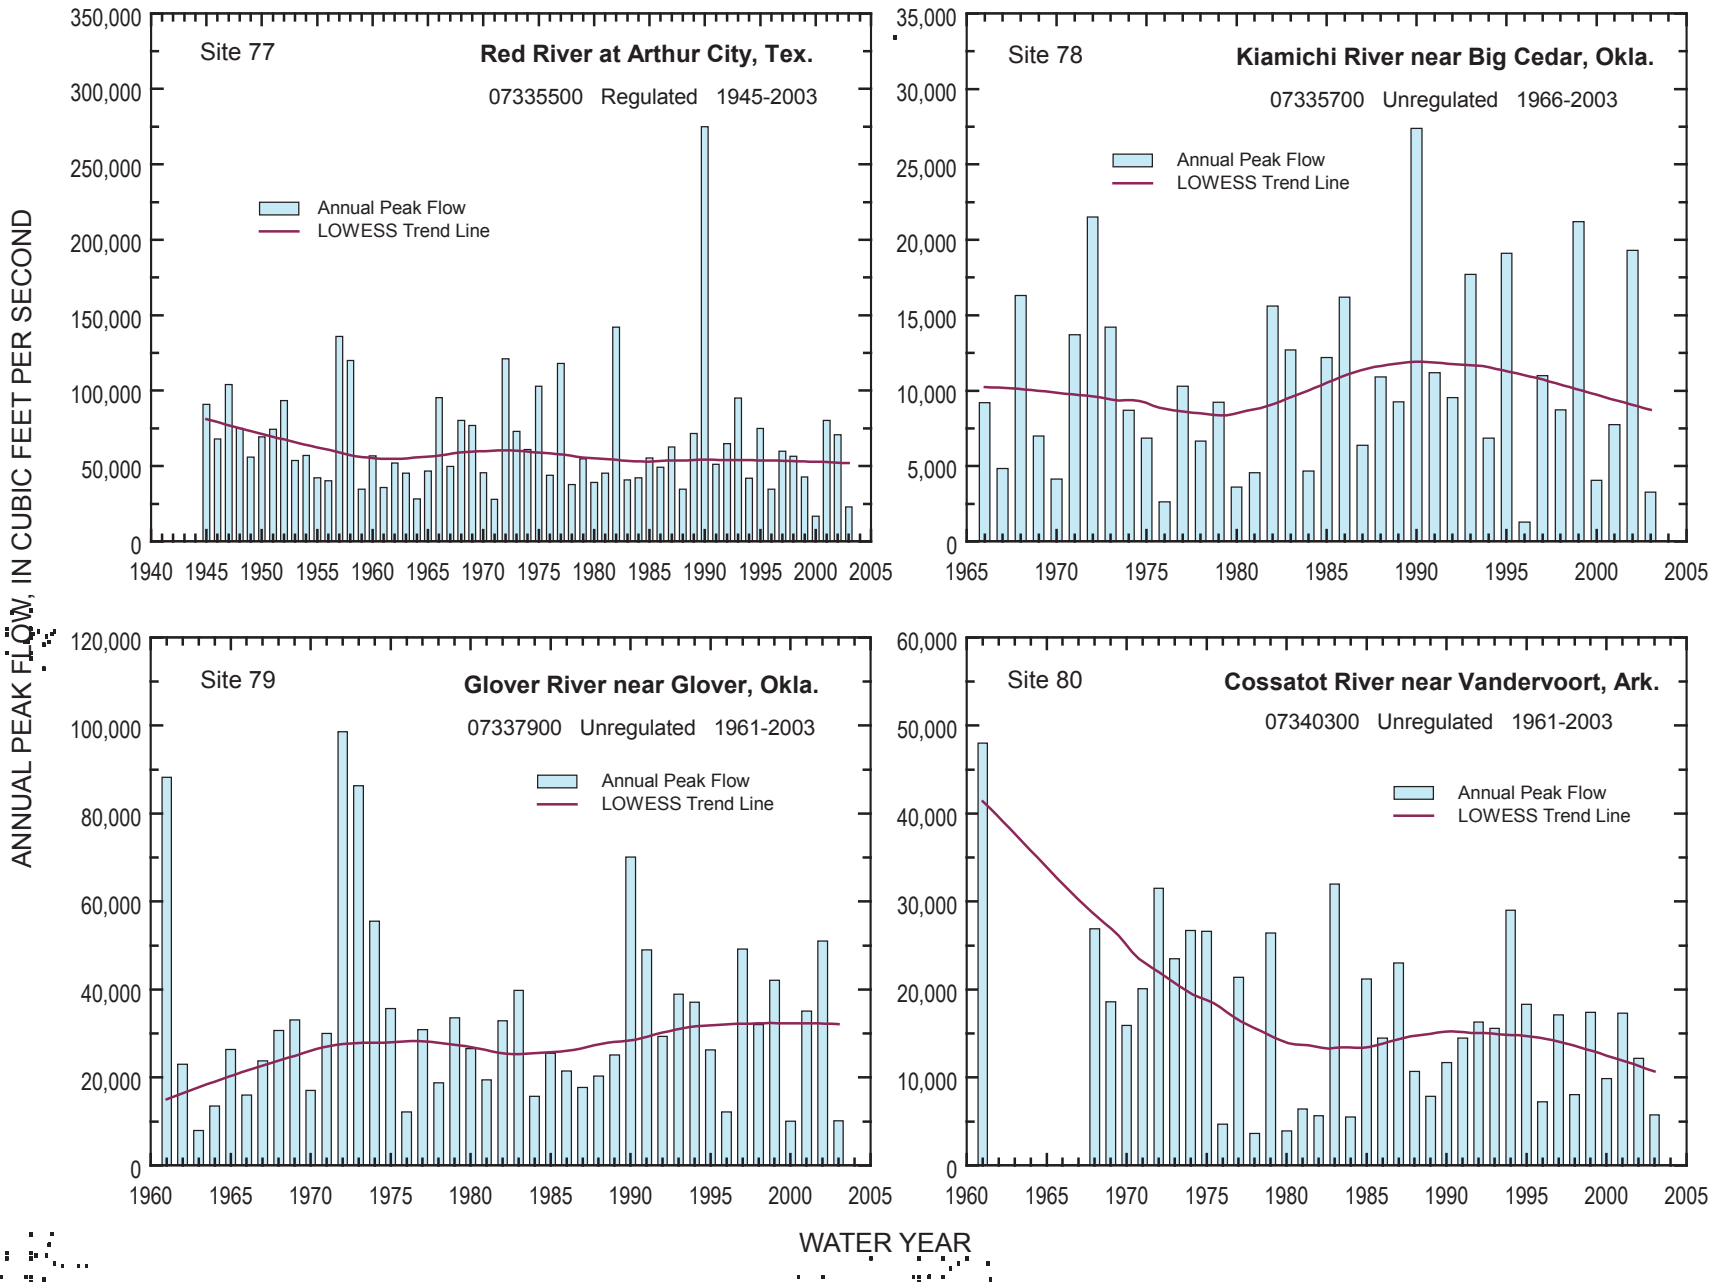 ANNUAL PEAK FLOW, IN CUBIC FEET PER SECOND
Site 77
Red River at Arthur City, Tex.
07335500 Regulated 1945-2003
Annual Peak Flow
LOWESS Trend Line
350,000
300,000
250,000
200,000
150,000
100,000
50,000
0
1940 1945 1950 1955 1960 1965 1970 1975 1980 1985 1990 1995 2000 2005
Site 78
Kiamichi River near Big Cedar, Okla.
07335700 Unregulated 1966-2003
Annual Peak Flow
LOWESS Trend Line
35,000
30,000
25,000
20,000
15,000
10,000
5,000
0
1965 1970 1975 1980 1985 1990 1995 2000 2005
Site 79
Glover River near Glover, Okla.
07337900 Unregulated 1961-2003
Annual Peak Flow
LOWESS Trend Line
120,000
100,000
80,000
60,000
40,000
20,000
0
1960 1965 1970 1975 1980 1985 1990 1995 2000 2005
Site 80
Cossatot River near Vandervoort, Ark.
07340300 Unregulated 1961-2003
Annual Peak Flow
LOWESS Trend Line
60,000
50,000
40,000
30,000
20,000
10,000
0
1960 1965 1970 1975 1980 1985 1990 1995 2000 2005
WATER YEAR